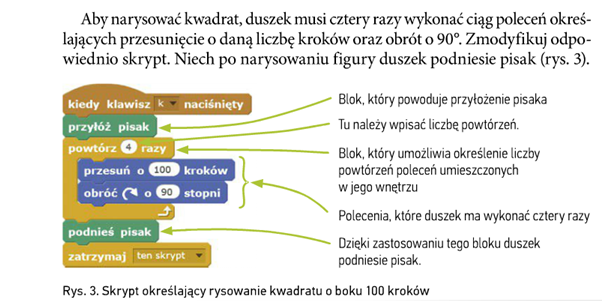 Aby narysować kwadrat, duszek musi cztery razy wykonać ciąg poleceń okreś-
lających przesunięcie o daną liczbę kroków oraz obrót o 90°. Zmodyfikuj odpo-
wiednio skrypt. Niech po narysowaniu figury duszek podniesie pisak (rys. 3).
kiedy klawisz k naciśnięty
przyłóż pisak
powtórz 4 razy
przesuń o 100 kroków
obróć o 90 stopni
podnieś pisak
zatrzymaj ten skrypt
Blok, który powoduje przyłożenie pisaka
Tu należy wpisać liczbę powtórzeń.
Blok, który umożliwia określenie liczby
powtórzeń poleceń umieszczonych
w jego wnętrzu
Polecenia, które duszek ma wykonać cztery razy
Dzięki zastosowaniu tego bloku duszek
podniesie pisak.
Rys. 3. Skrypt określający rysowanie kwadratu o boku 100 kroków